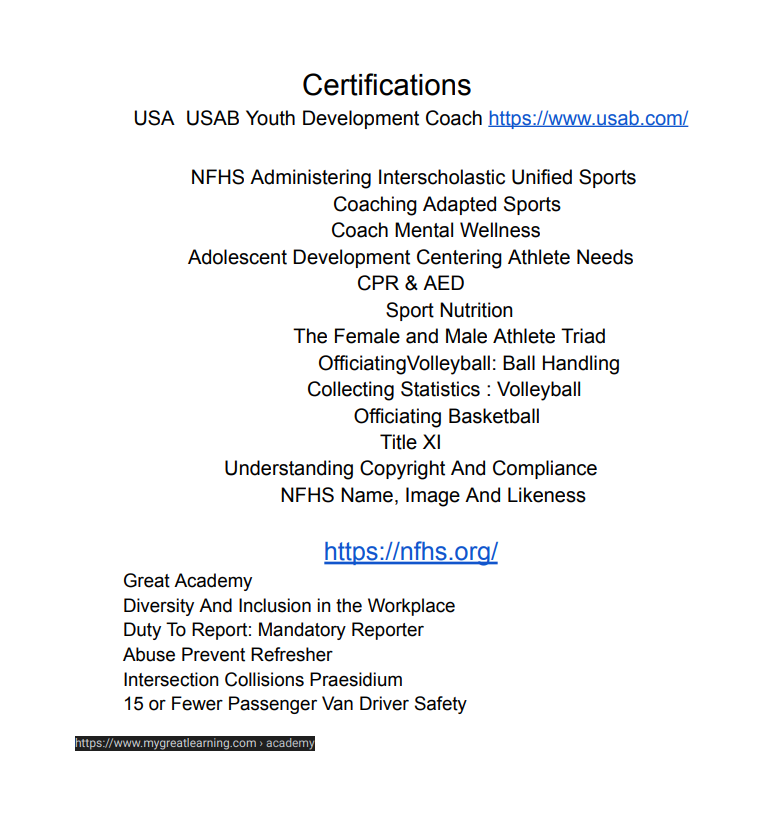 Certifications
USA  USAB Youth Development Coach https://www.usab.com/
NFHS Administering Interscholastic Unified Sports
Coaching Adapted Sports
Coach Mental Wellness
Adolescent Development Centering Athlete Needs
CPR & AED
Sport Nutrition
The Female and Male Athlete Triad
OfficiatingVolleyball: Ball Handling
Collecting Statistics : Volleyball
Officiating Basketball
Title XI
Understanding Copyright And Compliance
NFHS Name, Image And Likeness
https://nfhs.org/
Great Academy
Diversity And Inclusion in the Workplace
Duty To Report: Mandatory Reporter
Abuse Prevent Refresher
Intersection Collisions Praesidium
15 or Fewer Passenger Van Driver Safety
https://www.mygreatlearning.com › academy